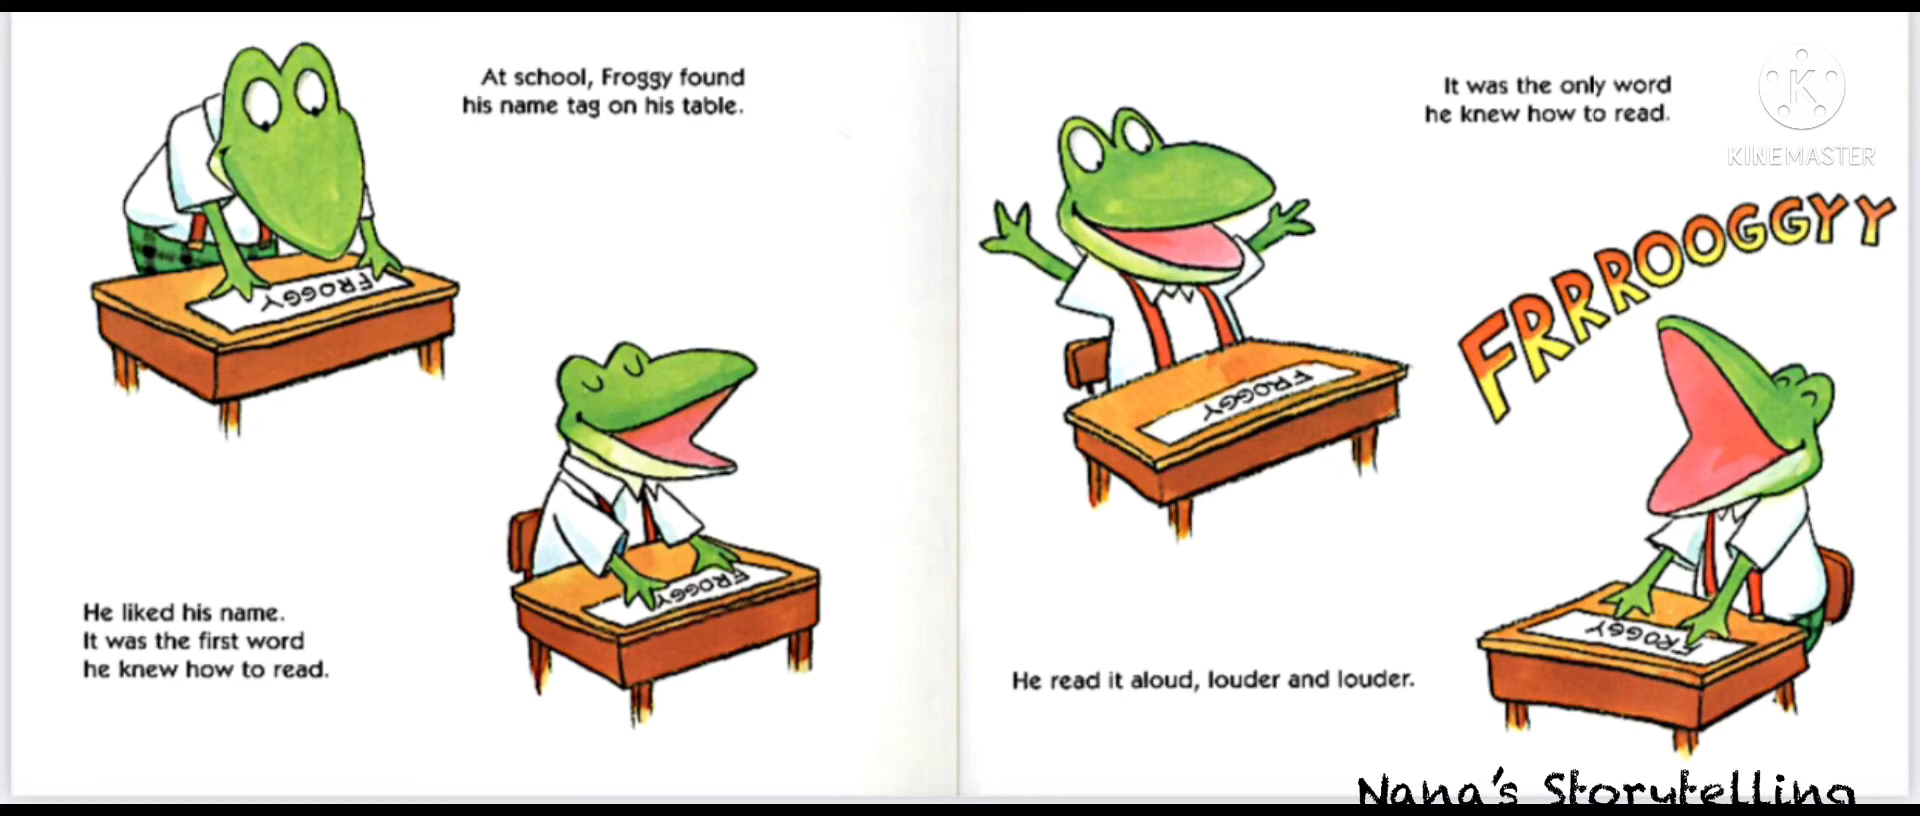 At school, Froggy found
his name tag on his table.
FROGGY
He liked his name.
It was the first word
he knew how to read.
FROGGY
It was the only word
he knew how to read.
K
KINEMASTER
FROGGY
FRRROOGGYY
He read it aloud, louder and louder.
FROGGY
Nana's Storytelling